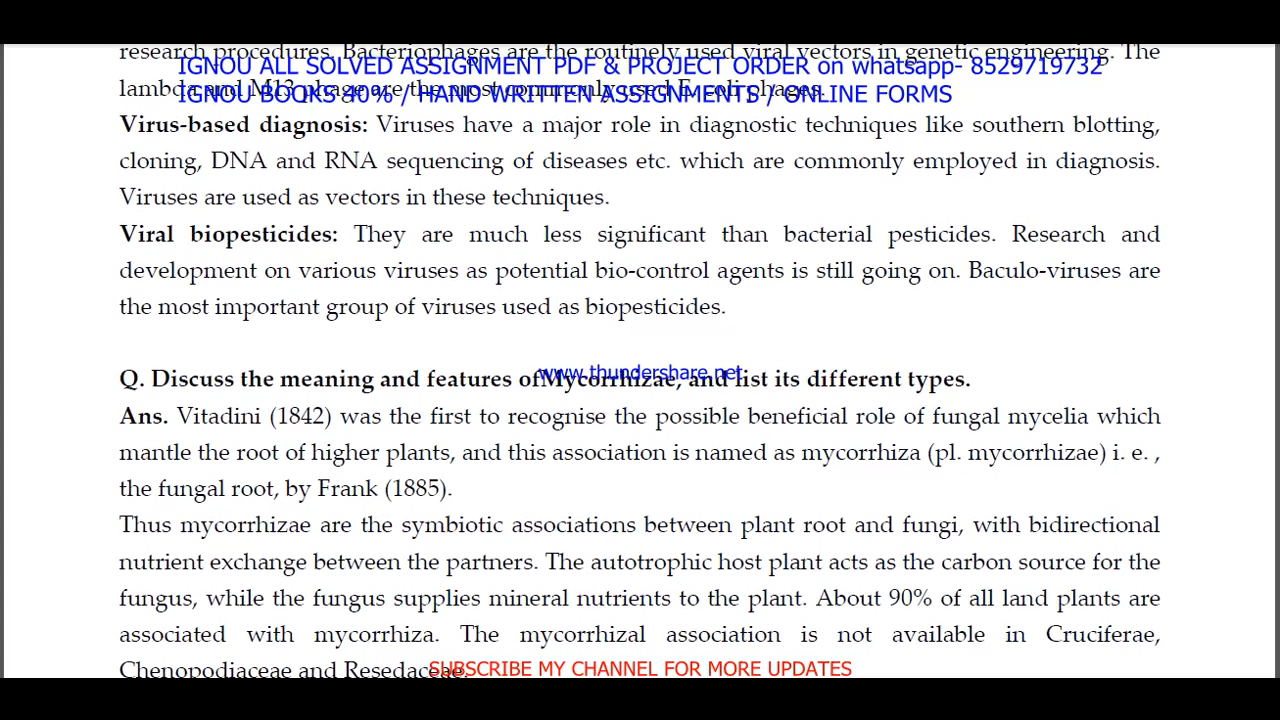 research procedures. Bacteriophages are the routinely used viral vectors in genetic engineering. The
IGNOU ALL SOLVED ASSIGNMENT PDF & PROJECT ORDER on whatsapp- 8529719732
lambda and M13 phage are the most commonly used E. coli phages.
IGNOU BOOKS 40% / HAND WRITTEN ASSIGNMENTS / ONLINE FORMS
Virus-based diagnosis: Viruses have a major role in diagnostic techniques like southern blotting,
cloning, DNA and RNA sequencing of diseases etc. which are commonly employed in diagnosis.
Viruses are used as vectors in these techniques.
Viral biopesticides: They are much less significant than bacterial pesticides. Research and
development on various viruses as potential bio-control agents is still going on. Baculo-viruses are
the most important group of viruses used as biopesticides.
www.thundershare.net
Q. Discuss the meaning and features of Mycorrhizae, and list its different types.
Ans. Vitadini (1842) was the first to recognise the possible beneficial role of fungal mycelia which
mantle the root of higher plants, and this association is named as mycorrhiza (pl. mycorrhizae) i. e. ,
the fungal root, by Frank (1885).
Thus mycorrhizae are the symbiotic associations between plant root and fungi, with bidirectional
nutrient exchange between the partners. The autotrophic host plant acts as the carbon source for the
fungus, while the fungus supplies mineral nutrients to the plant. About 90% of all land plants are
associated with mycorrhiza. The mycorrhizal association is not available in Cruciferae,
Chenopodiaceae and Resedaceae.
SUBSCRIBE MY CHANNEL FOR MORE UPDATES